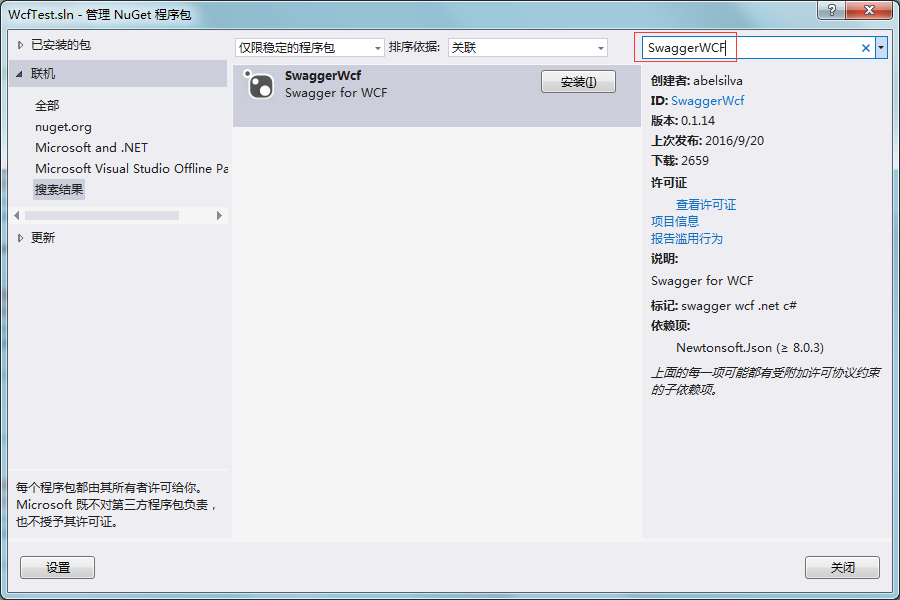 WcfTest.sln - 管理 NuGet 程序包
已安装的包
联机
全部
nuget.org
Microsoft and .NET
Microsoft Visual Studio Offline Pa
搜索结果
更新
每个程序包都由其所有者许可给你。
Microsoft 既不对第三方程序包负责，
也不授予其许可证。
设置
仅限稳定的程序包
排序依据:
关联
SwaggerWcf
Swagger for WCF
安装(I)
SwaggerWCF
创建者: abelsilva
ID: SwaggerWcf
版本: 0.1.14
上次发布: 2016/9/20
下载: 2659
许可证
查看许可证
项目信息
报告滥用行为
说明:
Swagger for WCF
标记: swagger wcf .net c#
依赖项:
Newtonsoft.Json (≥ 8.0.3)
上面的每一项可能都有受附加许可协议约束
的子依赖项。
关闭